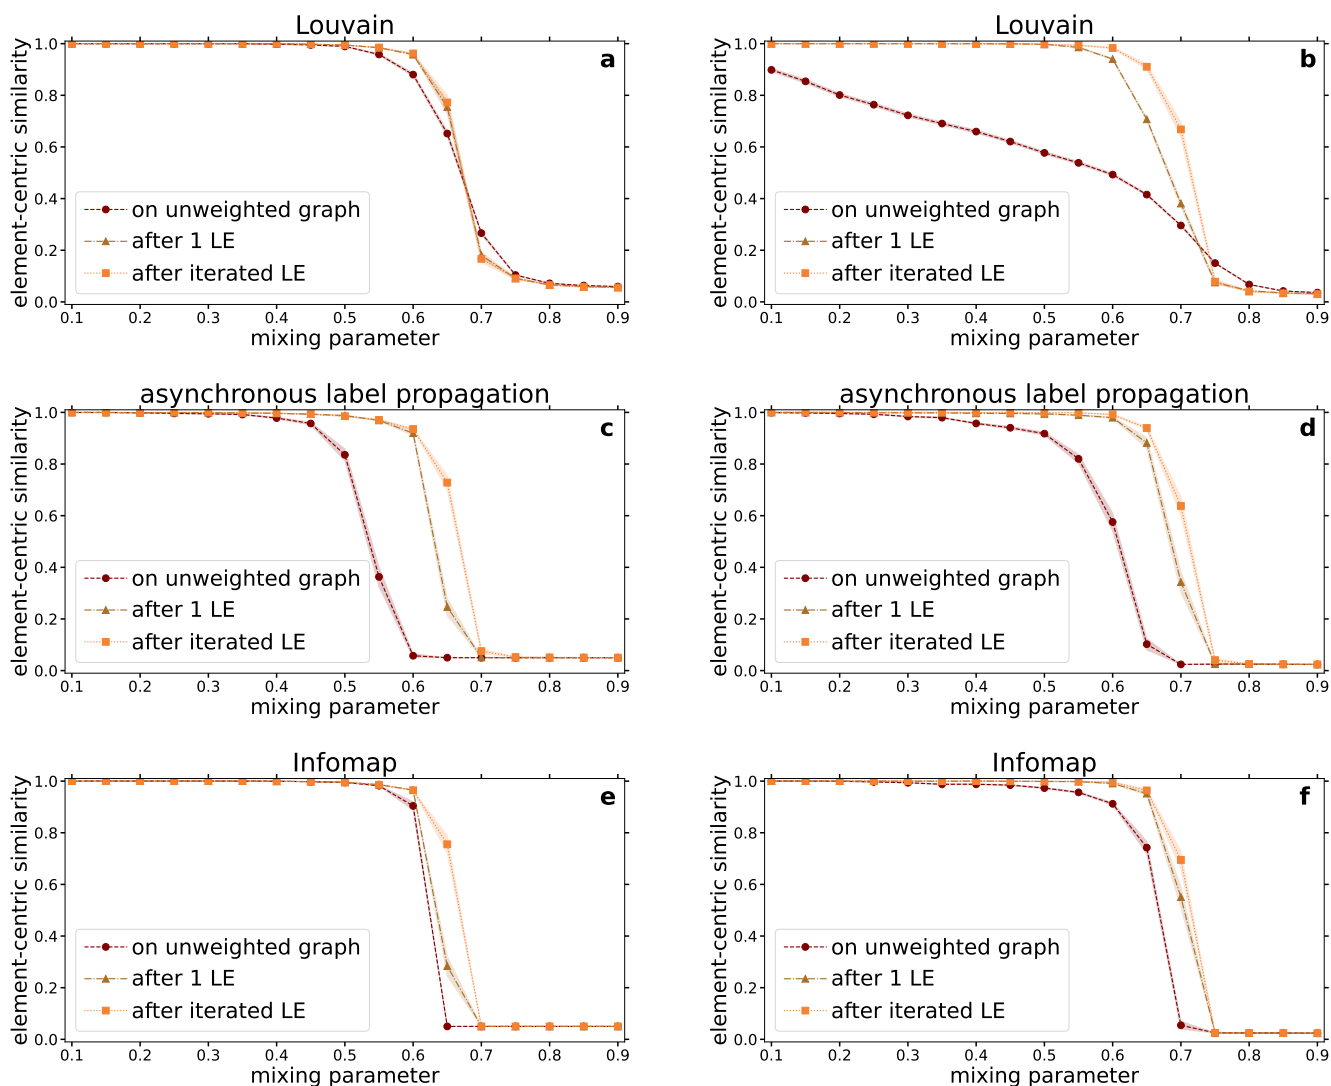 Louvain
element-centric similarity
1.0
0.8
0.6
0.4
0.2
0.0
a
on unweighted graph
after 1 LE
after iterated LE
0.1 0.2 0.3 0.4 0.5 0.6 0.7 0.8 0.9
mixing parameter
Louvain
element-centric similarity
1.0
0.8
0.6
0.4
0.2
0.0
b
on unweighted graph
after 1 LE
after iterated LE
0.1 0.2 0.3 0.4 0.5 0.6 0.7 0.8 0.9
mixing parameter
asynchronous label propagation
element-centric similarity
1.0
0.8
0.6
0.4
0.2
0.0
c
on unweighted graph
after 1 LE
after iterated LE
0.1 0.2 0.3 0.4 0.5 0.6 0.7 0.8 0.9
mixing parameter
asynchronous label propagation
element-centric similarity
1.0
0.8
0.6
0.4
0.2
0.0
d
on unweighted graph
after 1 LE
after iterated LE
0.1 0.2 0.3 0.4 0.5 0.6 0.7 0.8 0.9
mixing parameter
Infomap
element-centric similarity
1.0
0.8
0.6
0.4
0.2
0.0
e
on unweighted graph
after 1 LE
after iterated LE
0.1 0.2 0.3 0.4 0.5 0.6 0.7 0.8 0.9
mixing parameter
Infomap
element-centric similarity
1.0
0.8
0.6
0.4
0.2
0.0
f
on unweighted graph
after 1 LE
after iterated LE
0.1 0.2 0.3 0.4 0.5 0.6 0.7 0.8 0.9
mixing parameter